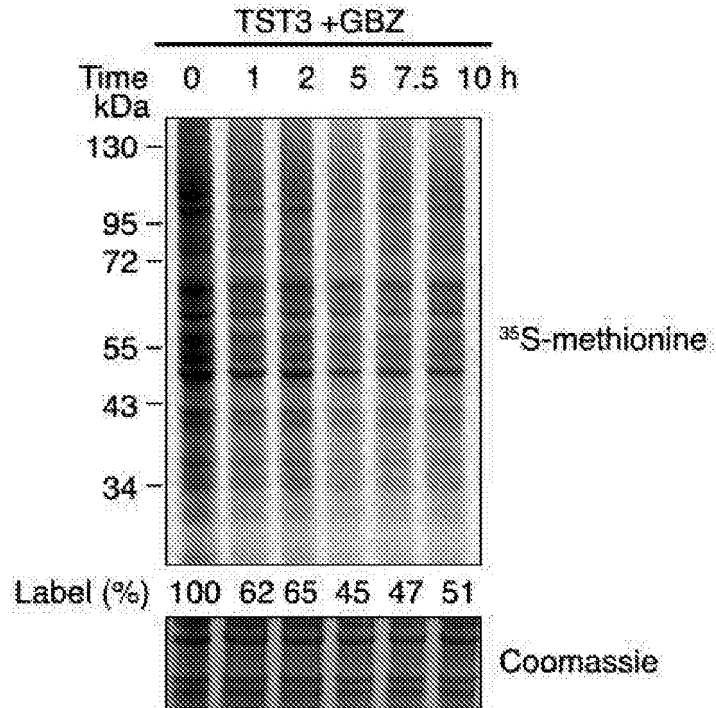 TST3 +GBZ
Time 0 1 2 5 7.5 10 h
kDa
130
95
72
55
³⁵S-methionine
43
34
Label (%) 100 62 65 45 47 51
Coomassie